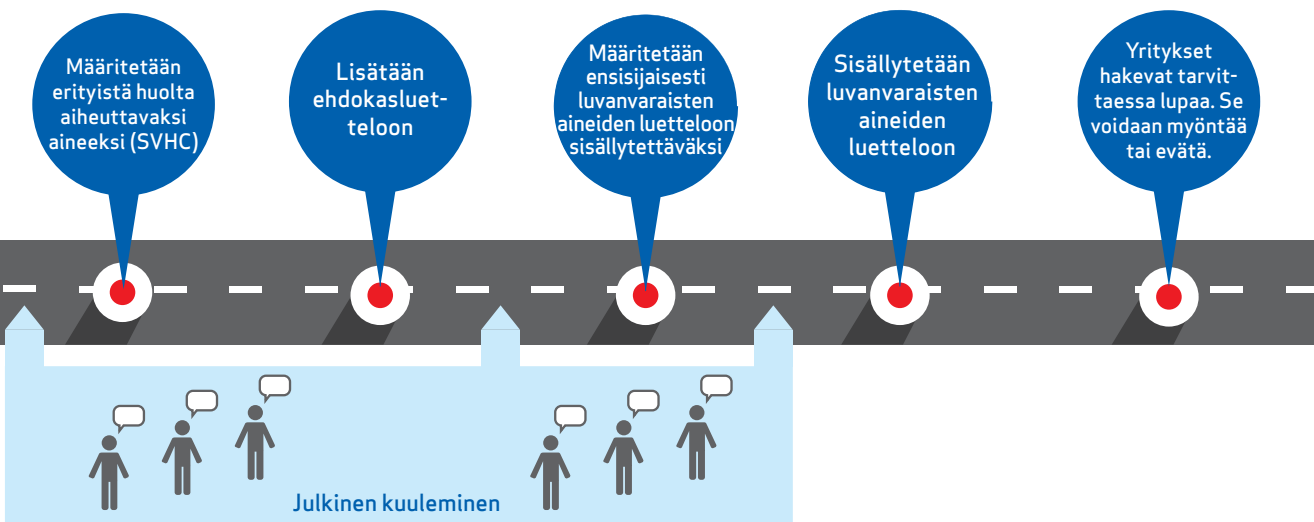 Määritetään
erityistä huolta
aiheuttavaksi
aineeksi (SVHC)
Lisätään
ehdokasluet-
teloon
Määritetään
ensisijaisesti
luvanvaraisten
aineiden luetteloon
sisällytettäväksi
Sisällytetään
luvanvaraisten
aineiden
luetteloon
Yritykset
hakevat tarvit-
taessa lupaa. Se
voidaan myöntää
tai evätä.
Julkinen kuuleminen